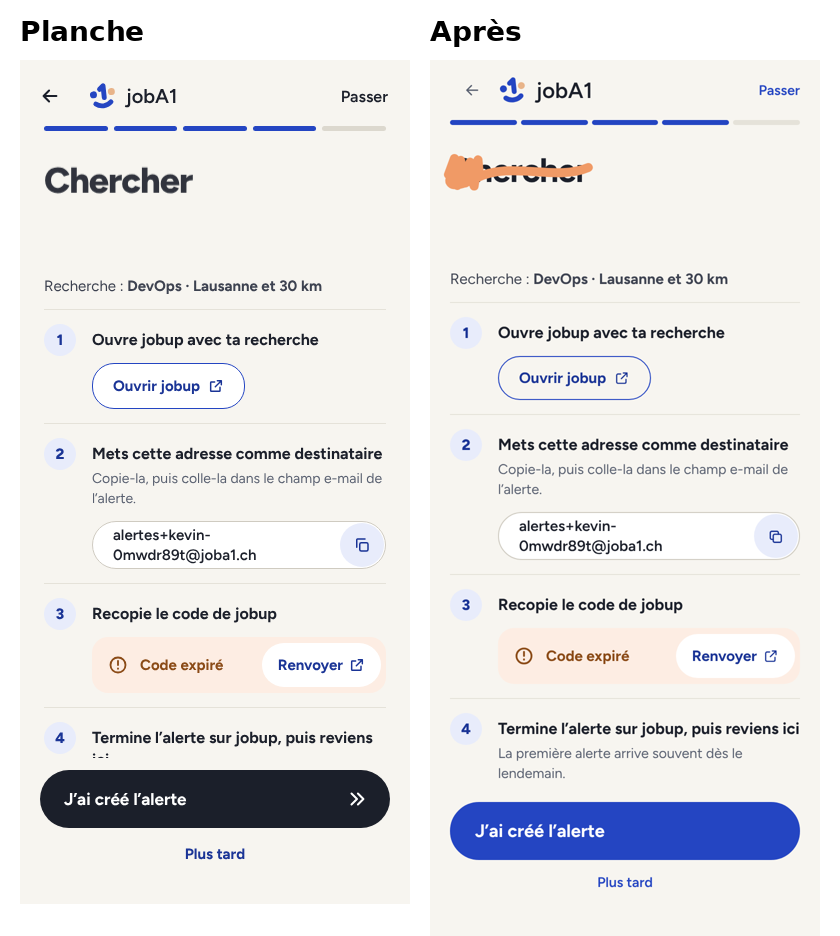 Planche
jobA1
Passer
Chercher
Recherche : DevOps · Lausanne et 30 km
1
Ouvre jobup avec ta recherche
Ouvrir jobup
2
Mets cette adresse comme destinataire
Copie-la, puis colle-la dans le champ e-mail de
l’alerte.
alertes+kevin-
0mwdr89t@joba1.ch
3
Recopie le code de jobup
Code expiré
Renvoyer
4
Termine l’alerte sur jobup, puis reviens
J’ai créé l’alerte
Plus tard
Après
jobA1
Passer
Recherche : DevOps · Lausanne et 30 km
1
Ouvre jobup avec ta recherche
Ouvrir jobup
2
Mets cette adresse comme destinataire
Copie-la, puis colle-la dans le champ e-mail de
l’alerte.
alertes+kevin-
0mwdr89t@joba1.ch
3
Recopie le code de jobup
Code expiré
Renvoyer
4
Termine l’alerte sur jobup, puis reviens ici
La première alerte arrive souvent dès le
lendemain.
J’ai créé l’alerte
Plus tard